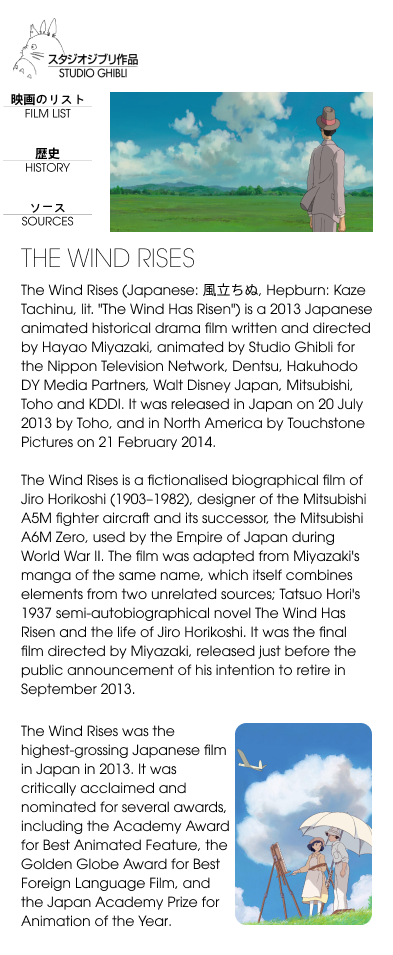 スタジオジブリ作品
STUDIO GHIBLI
映画のリスト
FILM LIST
歴史
HISTORY
ソース
SOURCES
THE WIND RISES
The Wind Rises (Japanese: 風立ちぬ, Hepburn: Kaze
Tachinu, lit. "The Wind Has Risen") is a 2013 Japanese
animated historical drama film written and directed
by Hayao Miyazaki, animated by Studio Ghibli for
the Nippon Television Network, Dentsu, Hakuhodo
DY Media Partners, Walt Disney Japan, Mitsubishi,
Toho and KDDI. It was released in Japan on 20 July
2013 by Toho, and in North America by Touchstone
Pictures on 21 February 2014.
The Wind Rises is a fictionalised biographical film of
Jiro Horikoshi (1903–1982), designer of the Mitsubishi
A5M fighter aircraft and its successor, the Mitsubishi
A6M Zero, used by the Empire of Japan during
World War II. The film was adapted from Miyazaki's
manga of the same name, which itself combines
elements from two unrelated sources; Tatsuo Hori's
1937 semi-autobiographical novel The Wind Has
Risen and the life of Jiro Horikoshi. It was the final
film directed by Miyazaki, released just before the
public announcement of his intention to retire in
September 2013.
The Wind Rises was the
highest-grossing Japanese film
in Japan in 2013. It was
critically acclaimed and
nominated for several awards,
including the Academy Award
for Best Animated Feature, the
Golden Globe Award for Best
Foreign Language Film, and
the Japan Academy Prize for
Animation of the Year.